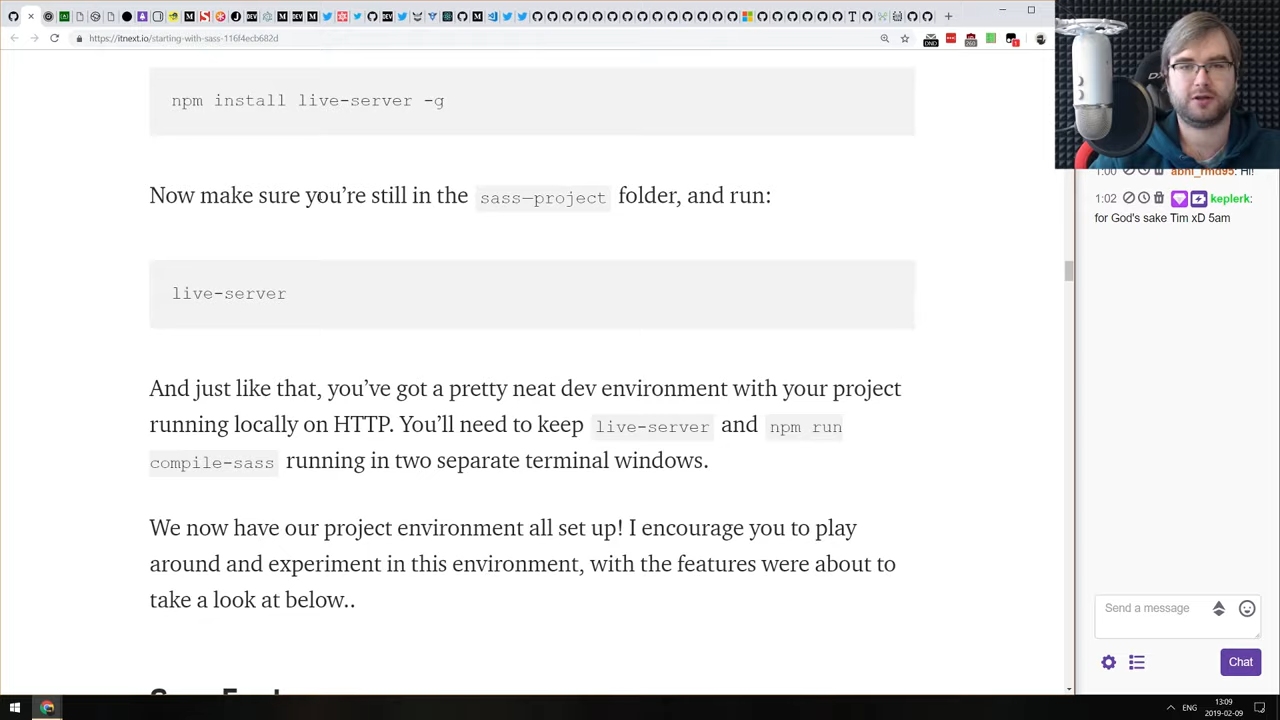 https://itnext.io/starting-with-sass-116f4ecb682d
npm install live-server -g
Now make sure you're still in the sass-project folder, and run:
live-server
And just like that, you've got a pretty neat dev environment with your project
running locally on HTTP. You'll need to keep live-server and npm run
compile-sass running in two separate terminal windows.
We now have our project environment all set up! I encourage you to play
around and experiment in this environment, with the features were about to
take a look at below..
1:00 abhi_rmd95: Hi!
1:02 keplerk:
for God's sake Tim xD 5am
Send a message
Chat
ENG
13:09
2019-02-09